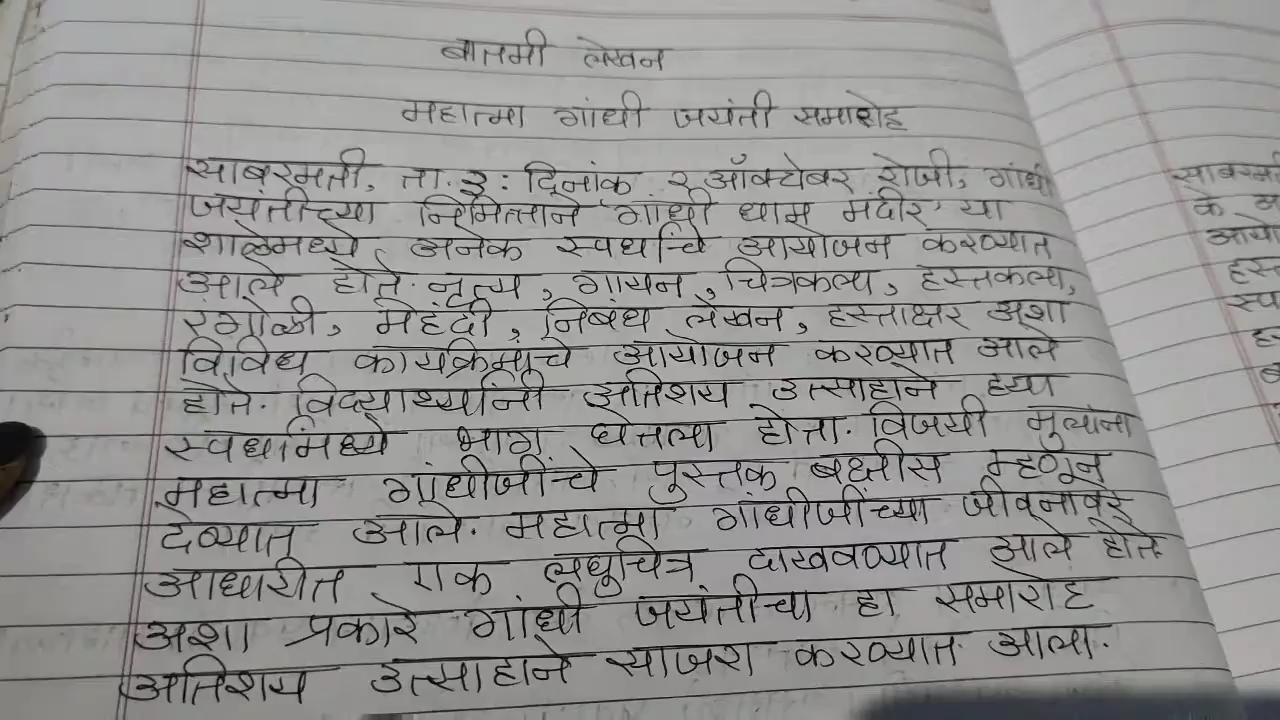 बातमी लेखन
महात्मा गांधी जयंती समारोह
साबरमती, ता. ३: दिनांक २ ऑक्टोबर रोजी, गांधी
जयंतीच्या निमित्ताने 'गांधी धाम मंदीर' या
शाळेमध्ये अनेक स्पर्धाचे आयोजन करण्यात
आले होते. नृत्य, गायन, चित्रकला, हस्तकला,
रंगोळी, मेहंदी, निबंध लेखन, हस्ताक्षर अशा
विविध कार्यक्रमांचे आयोजन करण्यात आले
होते. विद्यार्थ्यांनी अतिशय उत्साहाने ह्या
स्पर्धांमध्ये भाग घेतला होता. विजयी मुलांना
महात्मा गांधीजींचे पुस्तक बक्षीस म्हणून
देण्यात आले. महात्मा गांधीजींच्या जीवनावर
आधारीत एक लघुचित्र दाखवण्यात आले होते.
अशा प्रकारे गांधी जयंतीचा हा समारोह
अतिशय उत्साहाने साजरा करण्यात आला.